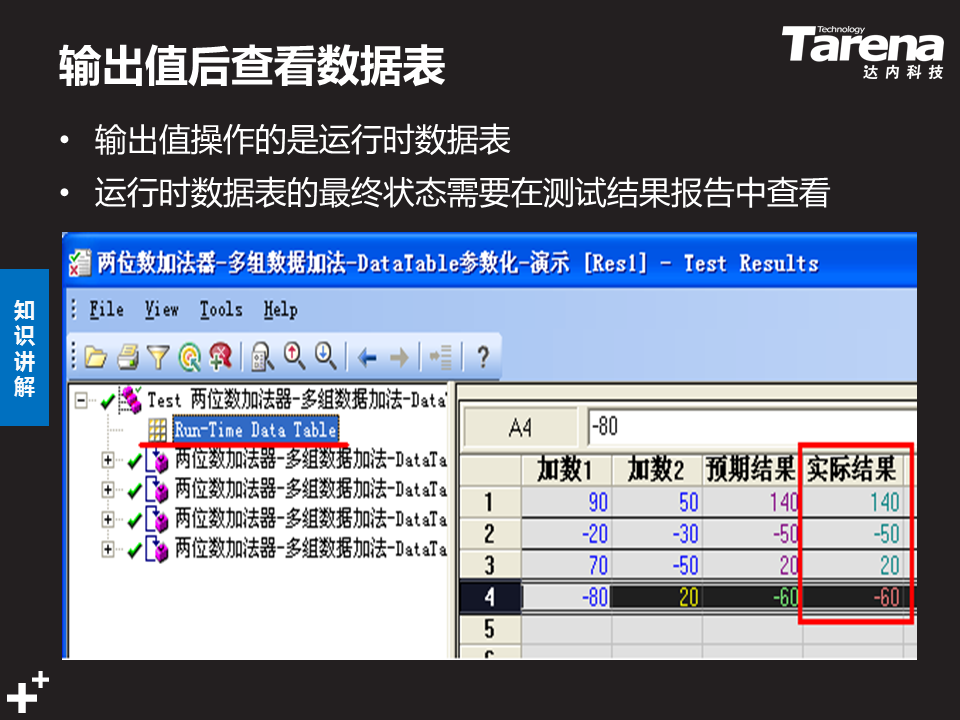 Technology
Tarena
达内科技
输出值后查看数据表
• 输出值操作的是运行时数据表
• 运行时数据表的最终状态需要在测试结果报告中查看
知识讲解
两位数加法器-多组数据加法-DataTable参数化-演示 [Res1] - Test Results
File View Tools Help
Test 两位数加法器-多组数据加法-Data
Run-Time Data Table
两位数加法器-多组数据加法-DataTa
两位数加法器-多组数据加法-DataTa
两位数加法器-多组数据加法-DataTa
两位数加法器-多组数据加法-DataTa
A4 -80
加数1 加数2 预期结果 实际结果
1 90 50 140 140
2 -20 -30 -50 -50
3 70 -50 20 20
4 -80 20 -60 -60
5